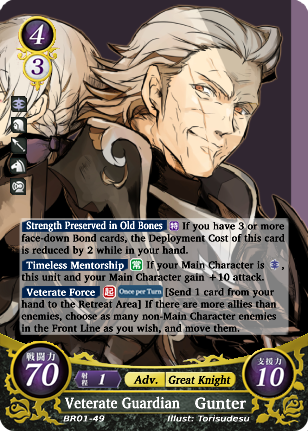 4
3
Strength Preserved in Old Bones 特 If you have 3 or more
face-down Bond cards, the Deployment Cost of this card
is reduced by 2 while in your hand.
Timeless Mentorship 常 If your Main Character is ,
this unit and your Main Character gain +10 attack.
Veterate Force 起 Once per Turn [Send 1 card from your
hand to the Retreat Area] If there are more allies than
enemies, choose as many non-Main Character enemies
in the Front Line as you wish, and move them.
戦闘力 70
射程 1
Adv. Great Knight
支援力 10
Veterate Guardian Gunter
BR01-49 Illust: Torisudesu